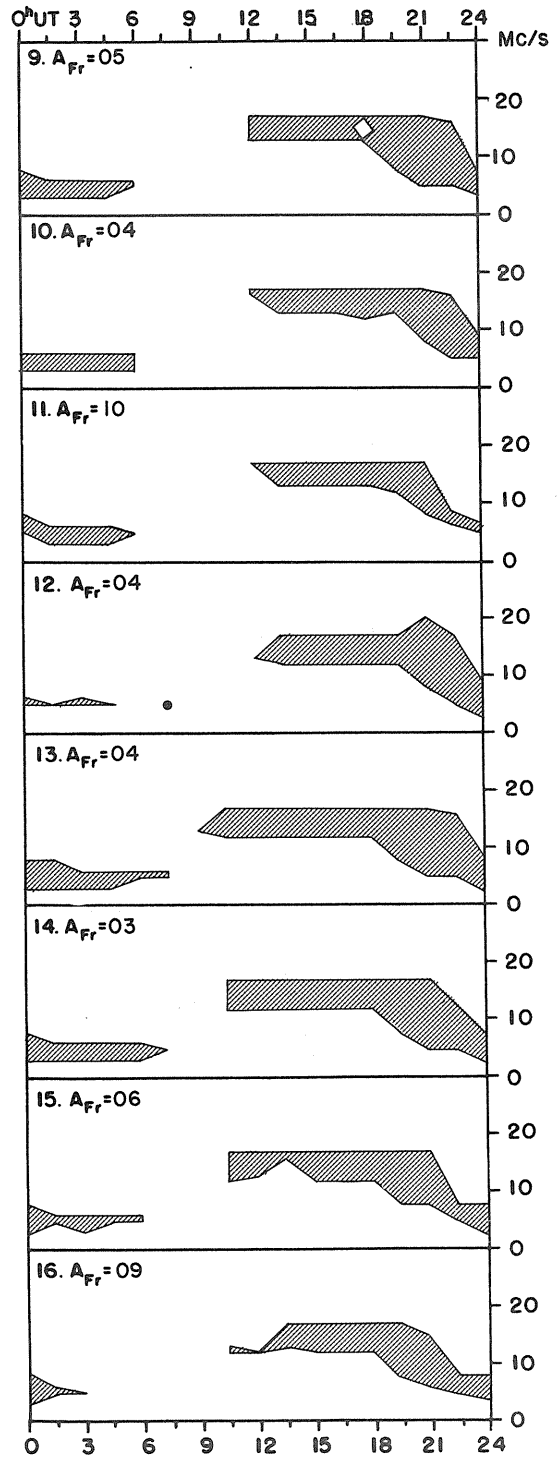 0ʰUT 3 6 9 12 15 18 21 24
Mc/s
9. A_Fr=05
20
10
0
10. A_Fr=04
20
10
0
11. A_Fr=10
20
10
0
12. A_Fr=04
20
10
0
13. A_Fr=04
20
10
0
14. A_Fr=03
20
10
0
15. A_Fr=06
20
10
0
16. A_Fr=09
20
10
0
0 3 6 9 12 15 18 21 24